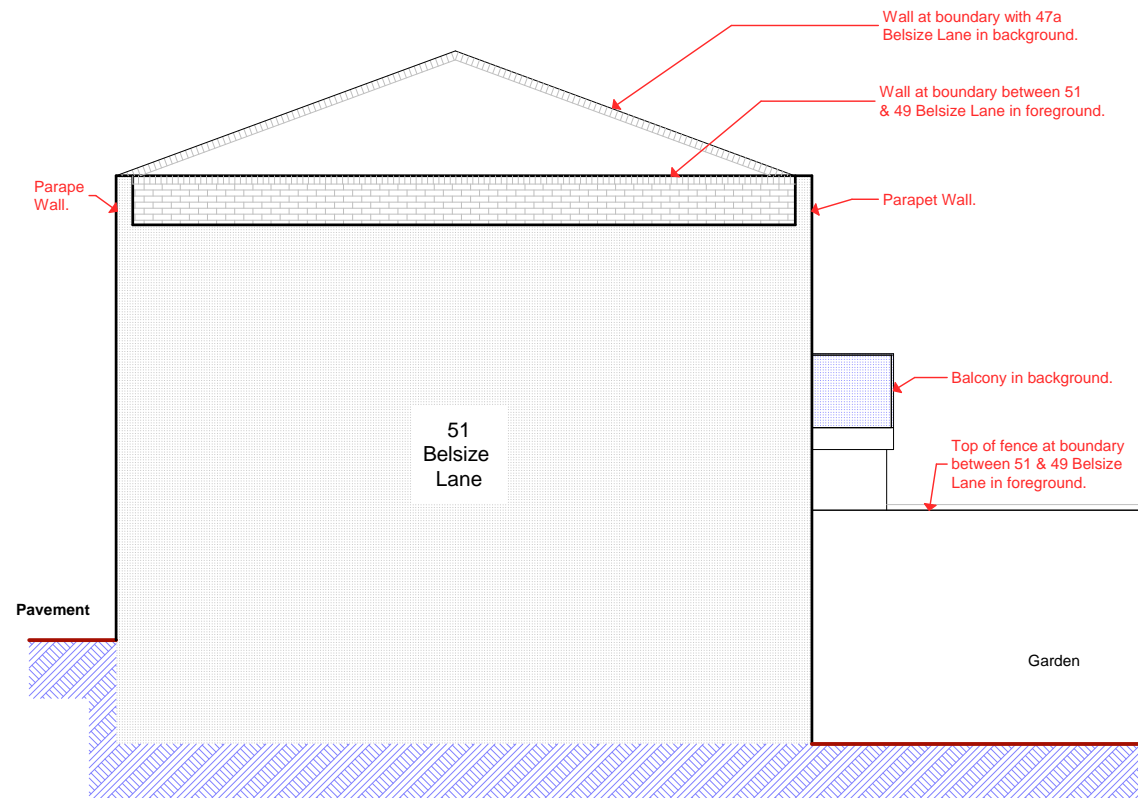 Wall at boundary with 47a
Belsize Lane in background.
Wall at boundary between 51
& 49 Belsize Lane in foreground.
Parape
Wall.
Parapet Wall.
Balcony in background.
51
Belsize
Lane
Top of fence at boundary
between 51 & 49 Belsize
Lane in foreground.
Pavement
Garden